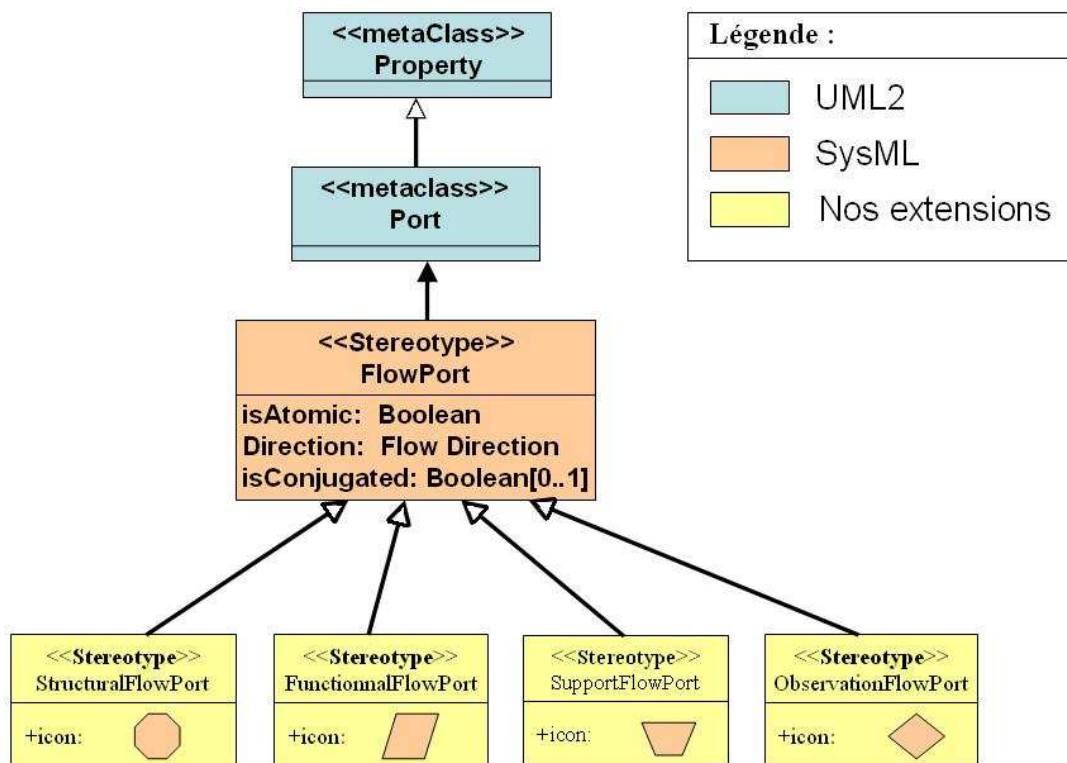 <<metaClass>>
Property
Légende :
UML2
SysML
Nos extensions
<<metaclass>>
Port
<<Stereotype>>
FlowPort
isAtomic: Boolean
Direction: Flow Direction
isConjugated: Boolean[0..1]
<<Stereotype>>
StructuralFlowPort
+icon:
<<Stereotype>>
FunctionnalFlowPort
+icon:
<<Stereotype>>
SupportFlowPort
+icon:
<<Stereotype>>
ObservationFlowPort
+icon: